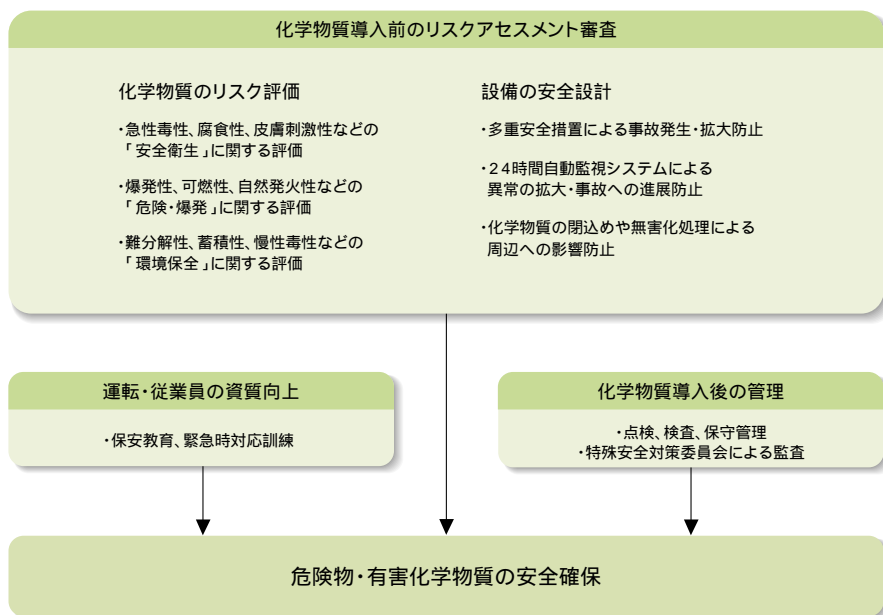 化学物質導入前のリスクアセスメント審査
化学物質のリスク評価
・急性毒性、腐食性、皮膚刺激性などの
「安全衛生」に関する評価
・爆発性、可燃性、自然発火性などの
「危険・爆発」に関する評価
・難分解性、蓄積性、慢性毒性などの
「環境保全」に関する評価
設備の安全設計
・多重安全措置による事故発生・拡大防止
・24時間自動監視システムによる
異常の拡大・事故への進展防止
・化学物質の閉込めや無害化処理による
周辺への影響防止
運転・従業員の資質向上
・保安教育、緊急時対応訓練
化学物質導入後の管理
・点検、検査、保守管理
・特殊安全対策委員会による監査
危険物・有害化学物質の安全確保